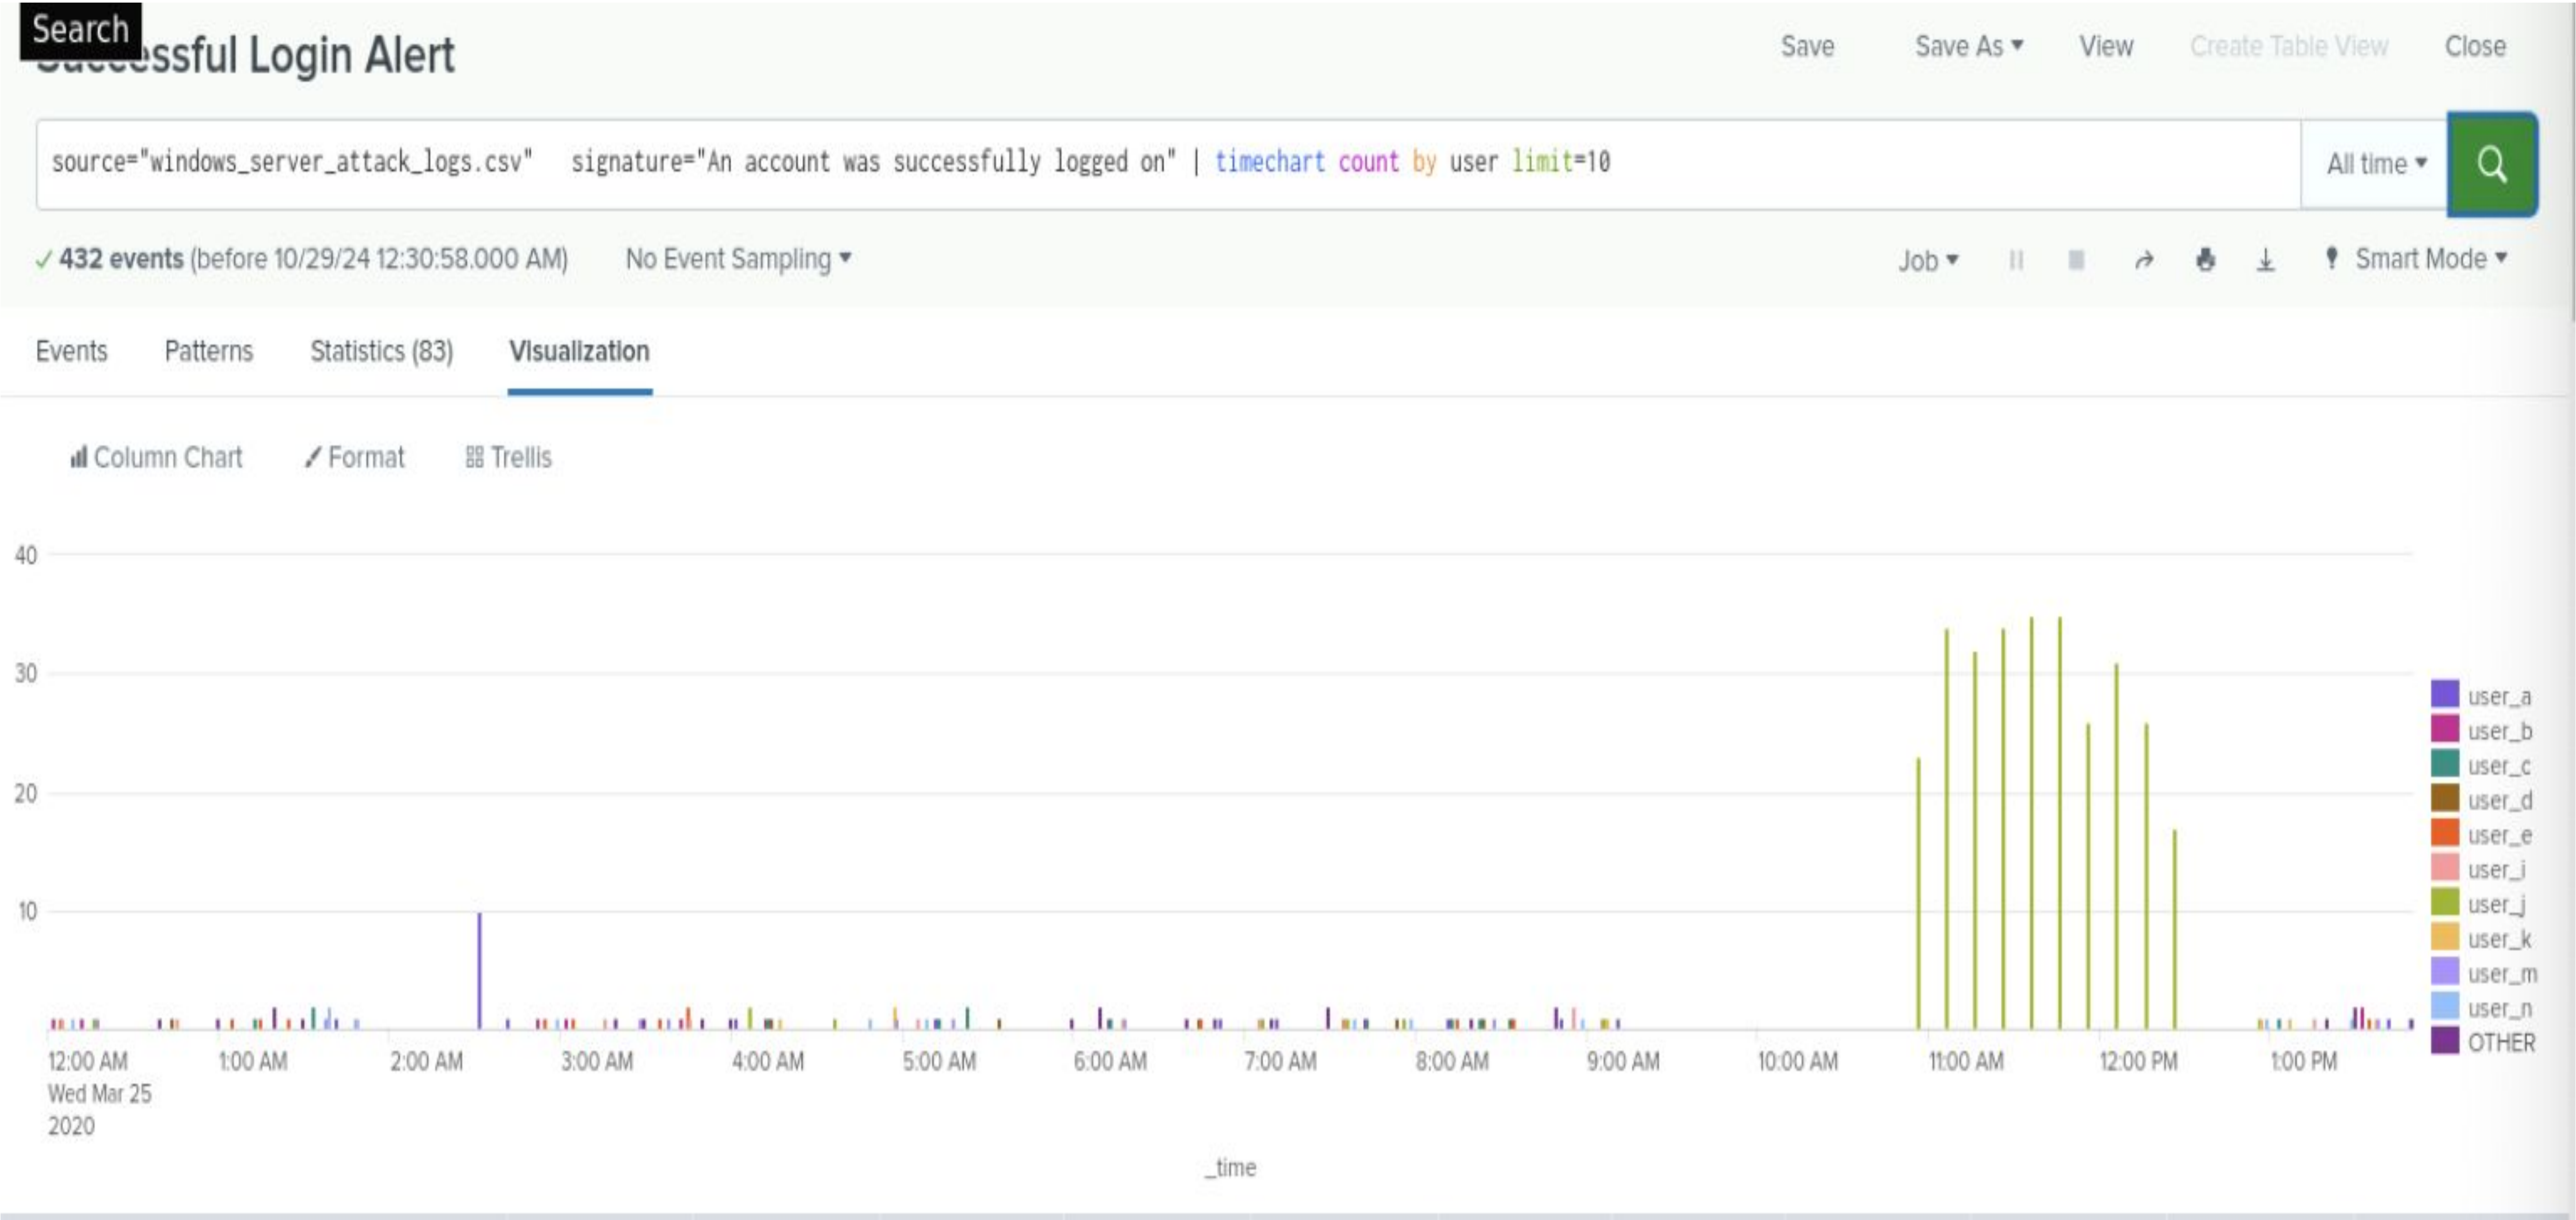 Search
essful Login Alert
Save Save As View Create Table View Close
source="windows_server_attack_logs.csv" signature="An account was successfully logged on" | timechart count by user limit=10
All time
432 events (before 10/29/24 12:30:58.000 AM) No Event Sampling
Job Smart Mode
Events Patterns Statistics (83) Visualization
Column Chart Format Trellis
40
30
20
10
user_a
user_b
user_c
user_d
user_e
user_i
user_j
user_k
user_m
user_n
OTHER
12:00 AM 1:00 AM 2:00 AM 3:00 AM 4:00 AM 5:00 AM 6:00 AM 7:00 AM 8:00 AM 9:00 AM 10:00 AM 11:00 AM 12:00 PM 1:00 PM
Wed Mar 25
2020
_time